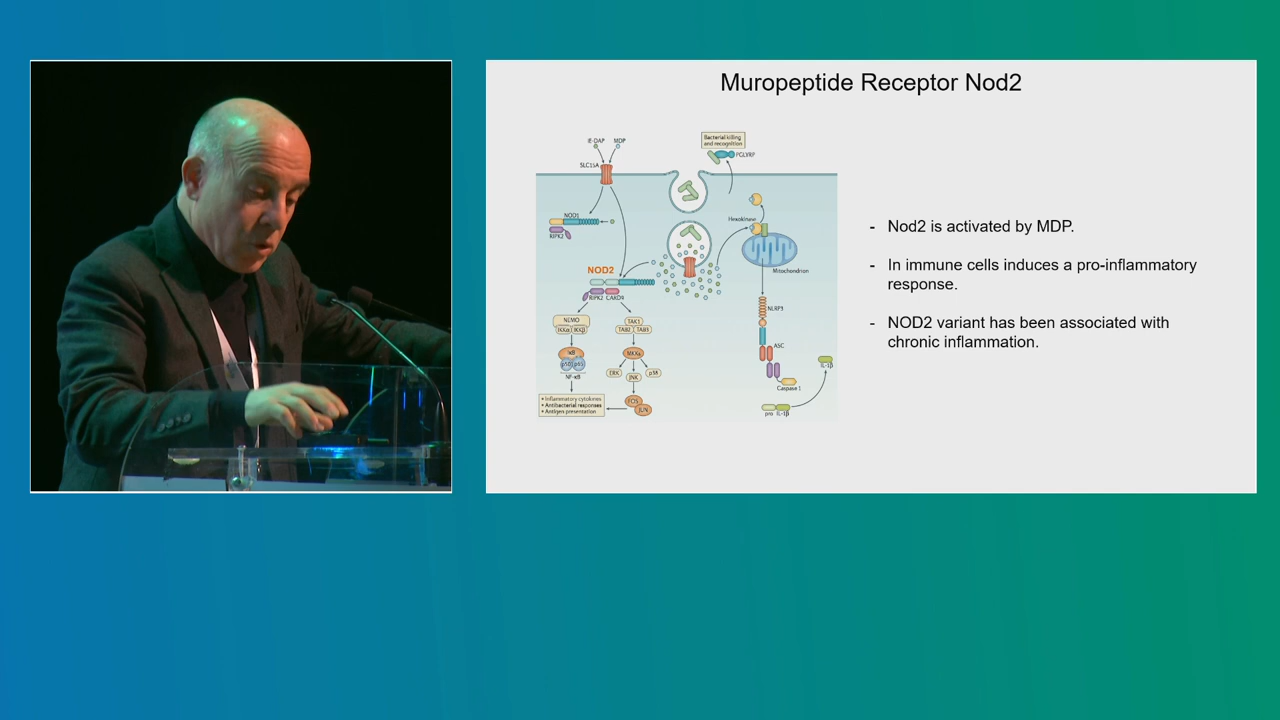 Muropeptide Receptor Nod2
iE-DAP MDP
SLC15A
Bacterial killing
and recognition
PGLYRP
NOD1
RIPK2
Hexokinase
Mitochondrion
NOD2
RIPK2 CARD9
NEMO
IKKα IKKβ
TAK1
TAB2 TAB3
IκB
p50 p65
NF-κB
MKKs
ERK
JNK
p38
FOS
JUN
• Inflammatory cytokines
• Antibacterial responses
• Antigen presentation
NLRP3
ASC
Caspase 1
pro IL-1β
IL-1β
- Nod2 is activated by MDP.
- In immune cells induces a pro-inflammatory
response.
- NOD2 variant has been associated with
chronic inflammation.